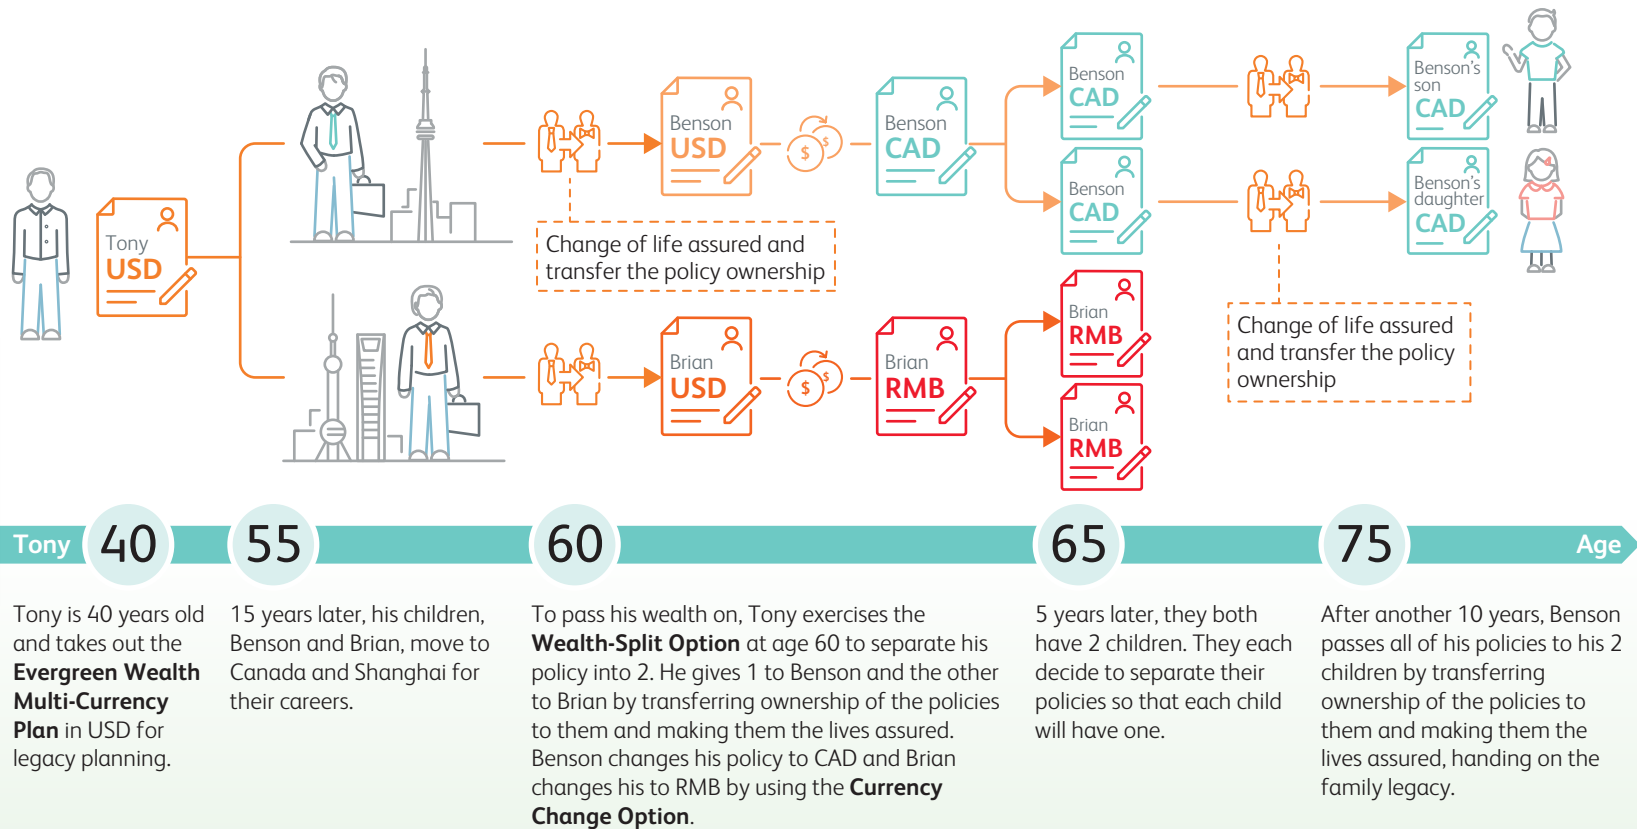 Tony
USD
Benson
USD
$
$
Benson
CAD
Benson
CAD
Benson
CAD
Benson's
son
CAD
Benson's
daughter
CAD
Change of life assured and
transfer the policy ownership
Brian
USD
$
$
Brian
RMB
Brian
RMB
Brian
RMB
Change of life assured
and transfer the policy
ownership
Tony
40
55
60
65
75
Age
Tony is 40 years old
and takes out the
Evergreen Wealth
Multi-Currency
Plan in USD for
legacy planning.
15 years later, his children,
Benson and Brian, move to
Canada and Shanghai for
their careers.
To pass his wealth on, Tony exercises the
Wealth-Split Option at age 60 to separate his
policy into 2. He gives 1 to Benson and the other
to Brian by transferring ownership of the policies
to them and making them the lives assured.
Benson changes his policy to CAD and Brian
changes his to RMB by using the Currency
Change Option.
5 years later, they both
have 2 children. They each
decide to separate their
policies so that each child
will have one.
After another 10 years, Benson
passes all of his policies to his 2
children by transferring
ownership of the policies to
them and making them the
lives assured, handing on the
family legacy.